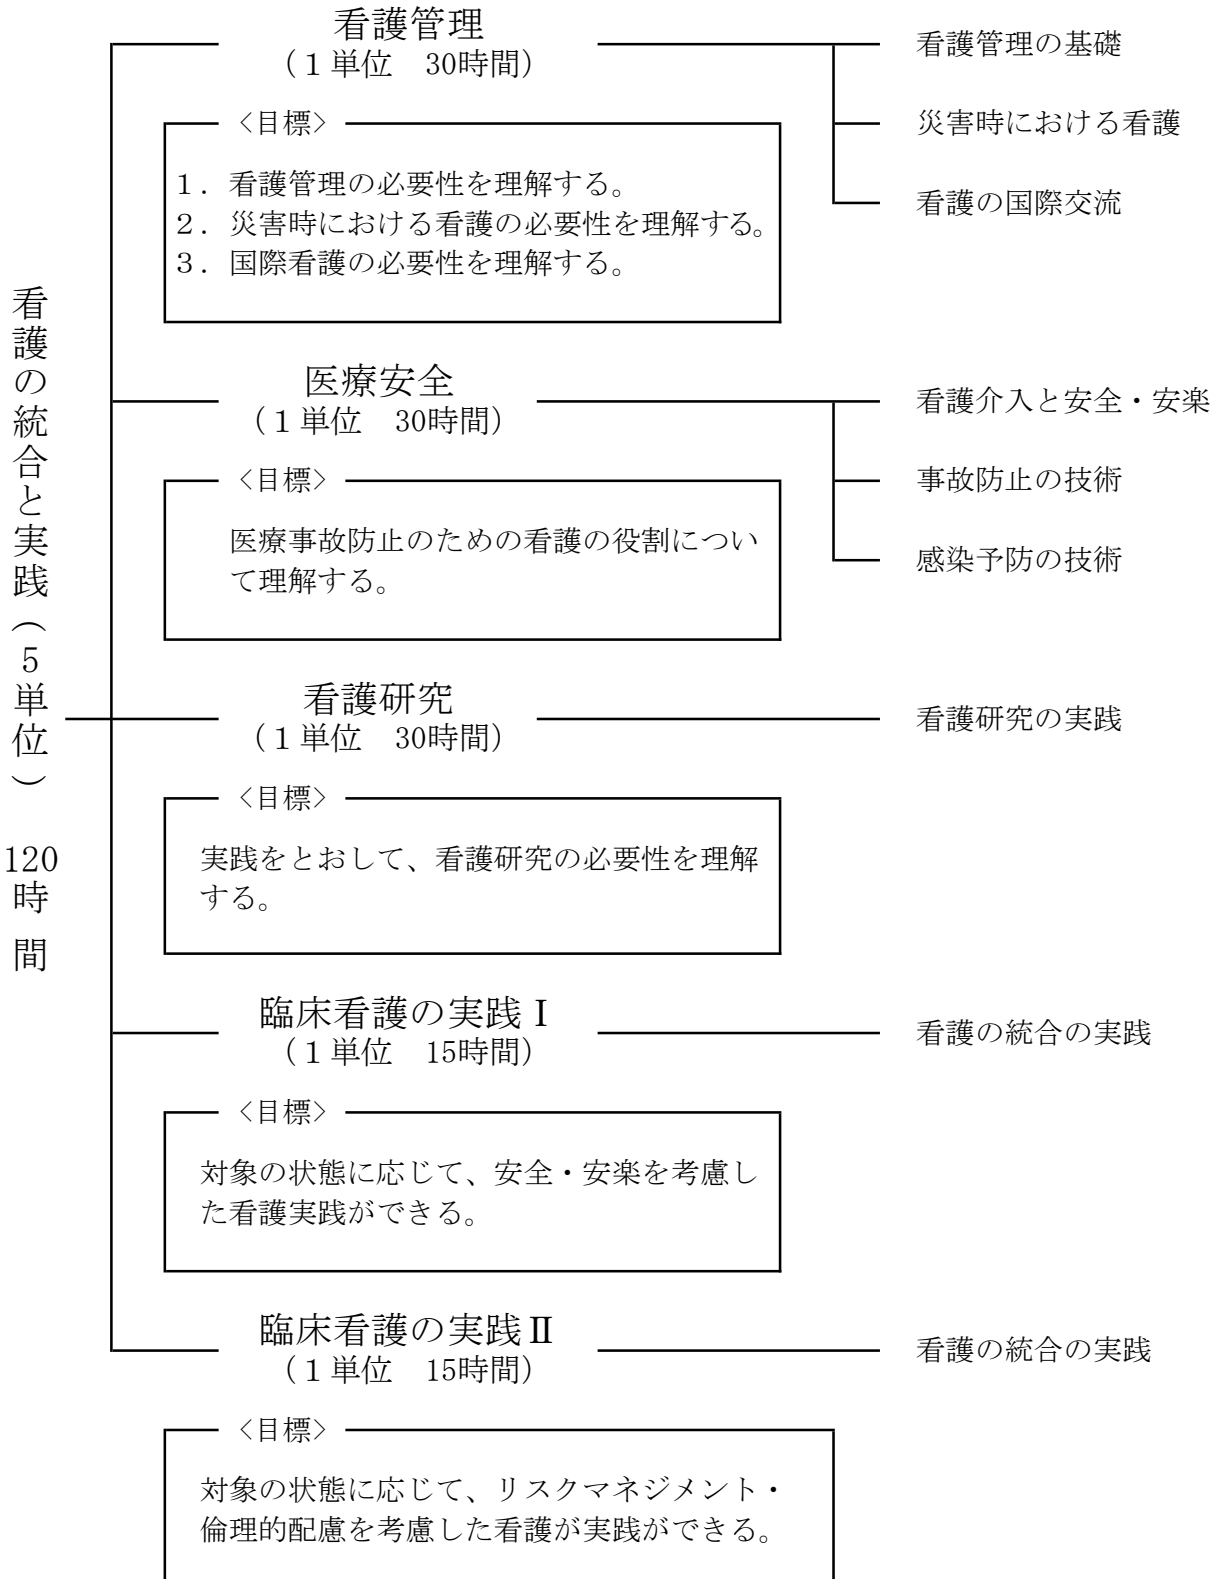 看護の統合と実践（5単位） 120時間
看護管理
（１単位　30時間）
看護管理の基礎
災害時における看護
看護の国際交流
〈目標〉
１．看護管理の必要性を理解する。
２．災害時における看護の必要性を理解する。
３．国際看護の必要性を理解する。
医療安全
（１単位　30時間）
看護介入と安全・安楽
事故防止の技術
感染予防の技術
〈目標〉
医療事故防止のための看護の役割につい
て理解する。
看護研究
（１単位　30時間）
看護研究の実践
〈目標〉
実践をとおして、看護研究の必要性を理解
する。
臨床看護の実践Ⅰ
（１単位　15時間）
看護の統合の実践
〈目標〉
対象の状態に応じて、安全・安楽を考慮し
た看護実践ができる。
臨床看護の実践Ⅱ
（１単位　15時間）
看護の統合の実践
〈目標〉
対象の状態に応じて、リスクマネジメント・
倫理的配慮を考慮した看護が実践ができる。